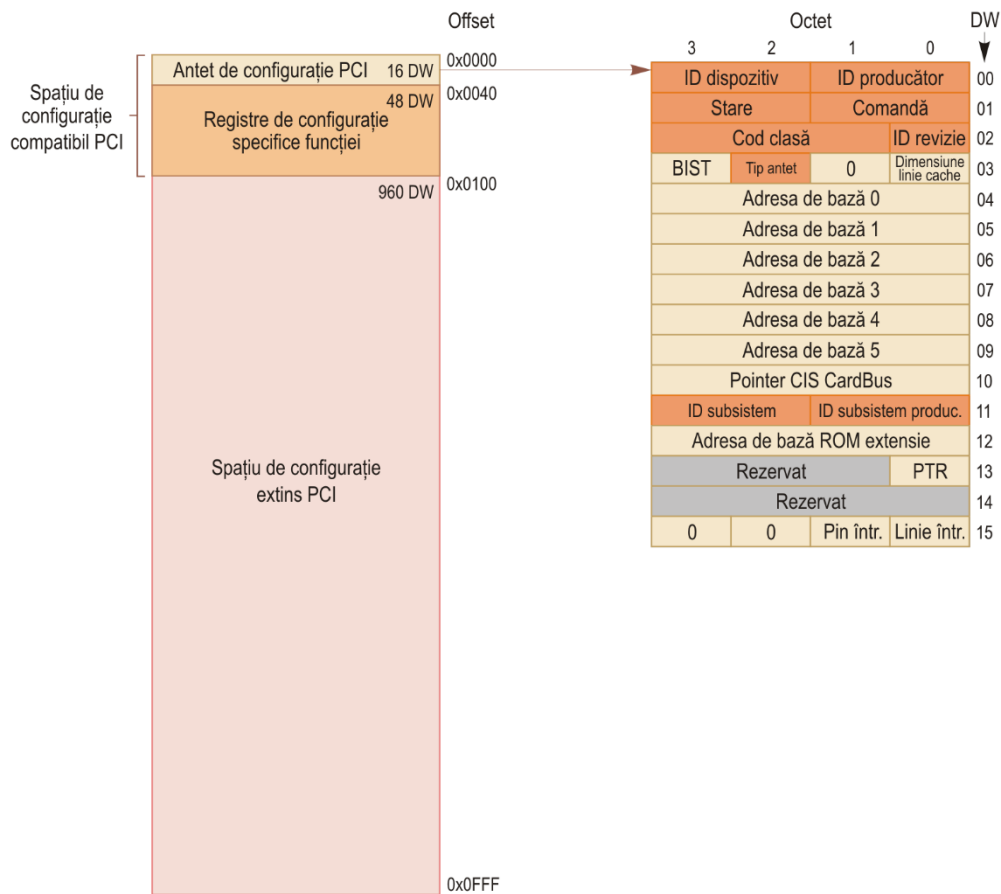 Offset
Octet
DW
3 2 1 0
0x0000
Antet de configurație PCI 16 DW
ID dispozitiv ID producător 00
Spațiu de
configurație
compatibil PCI
0x0040
48 DW
Registre de configurație
specifice funcției
Stare Comandă 01
Cod clasă ID revizie 02
BIST Tip antet 0 Dimensiune
linie cache 03
0x0100
960 DW
Adresa de bază 0 04
Adresa de bază 1 05
Adresa de bază 2 06
Adresa de bază 3 07
Adresa de bază 4 08
Adresa de bază 5 09
Pointer CIS CardBus 10
ID subsistem ID subsistem produc. 11
Adresa de bază ROM extensie 12
Rezervat PTR 13
Rezervat 14
0 0 Pin într. Linie într. 15
Spațiu de configurație
extins PCI
0x0FFF